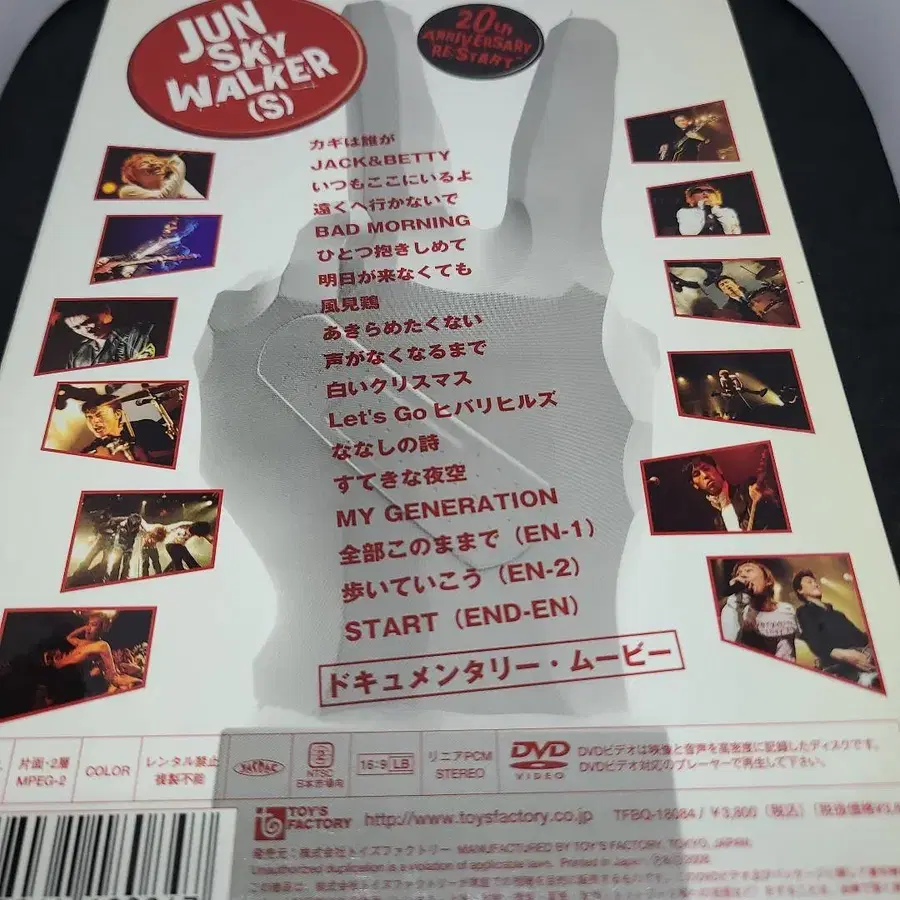 JUN
SKY
WALKER
(S)
20th
ANNIVERSARY
RE:START
カギは誰が
JACK&BETTY
いつもここにいるよ
遠くへ行かないで
BAD MORNING
ひとつ抱きしめて
明日が来なくても
風見鶏
あきらめたくない
声がなくなるまで
白いクリスマス
Let's Go ヒバリヒルズ
ななしの詩
すてきな夜空
MY GENERATION
全部このままで（EN-1）
歩いていこう（EN-2）
START（END-EN）
ドキュメンタリー・ムービー
片面・2層
MPEG-2
COLOR
レンタル禁止
複製不能
2
NTSC
日本市場向
16:9 LB
リニアPCM
STEREO
DVD
VIDEO
DVDビデオは映像と音声を高密度に記録したディスクです。
DVDビデオ対応のプレーヤーで再生して下さい。
TOY'S
FACTORY
http://www.toysfactory.co.jp
TFBQ-18084 / ¥3,800（税込）（税抜価格¥3,
発売元：株式会社トイズファクトリー MANUFACTURED BY TOY'S FACTORY, TOKYO, JAPAN.
Unauthorized duplication is a violation of applicable laws. Printed in Japan